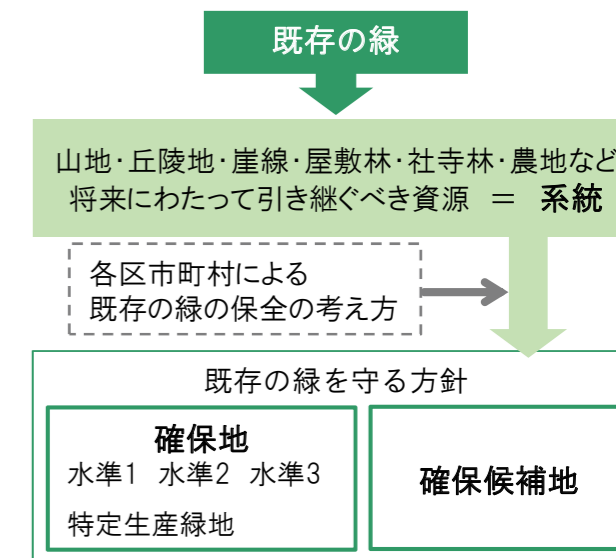 既存の緑
山地・丘陵地・崖線・屋敷林・社寺林・農地など
将来にわたって引き継ぐべき資源 ＝ 系統
各区市町村による
既存の緑の保全の考え方
既存の緑を守る方針
確保地
水準1 水準2 水準3
特定生産緑地
確保候補地